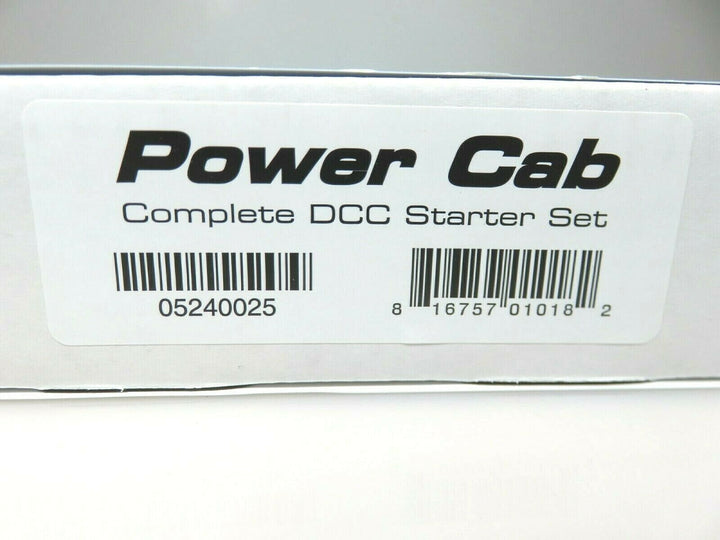 Power Cab
Complete DCC Starter Set
05240025
8 16757 01018 2